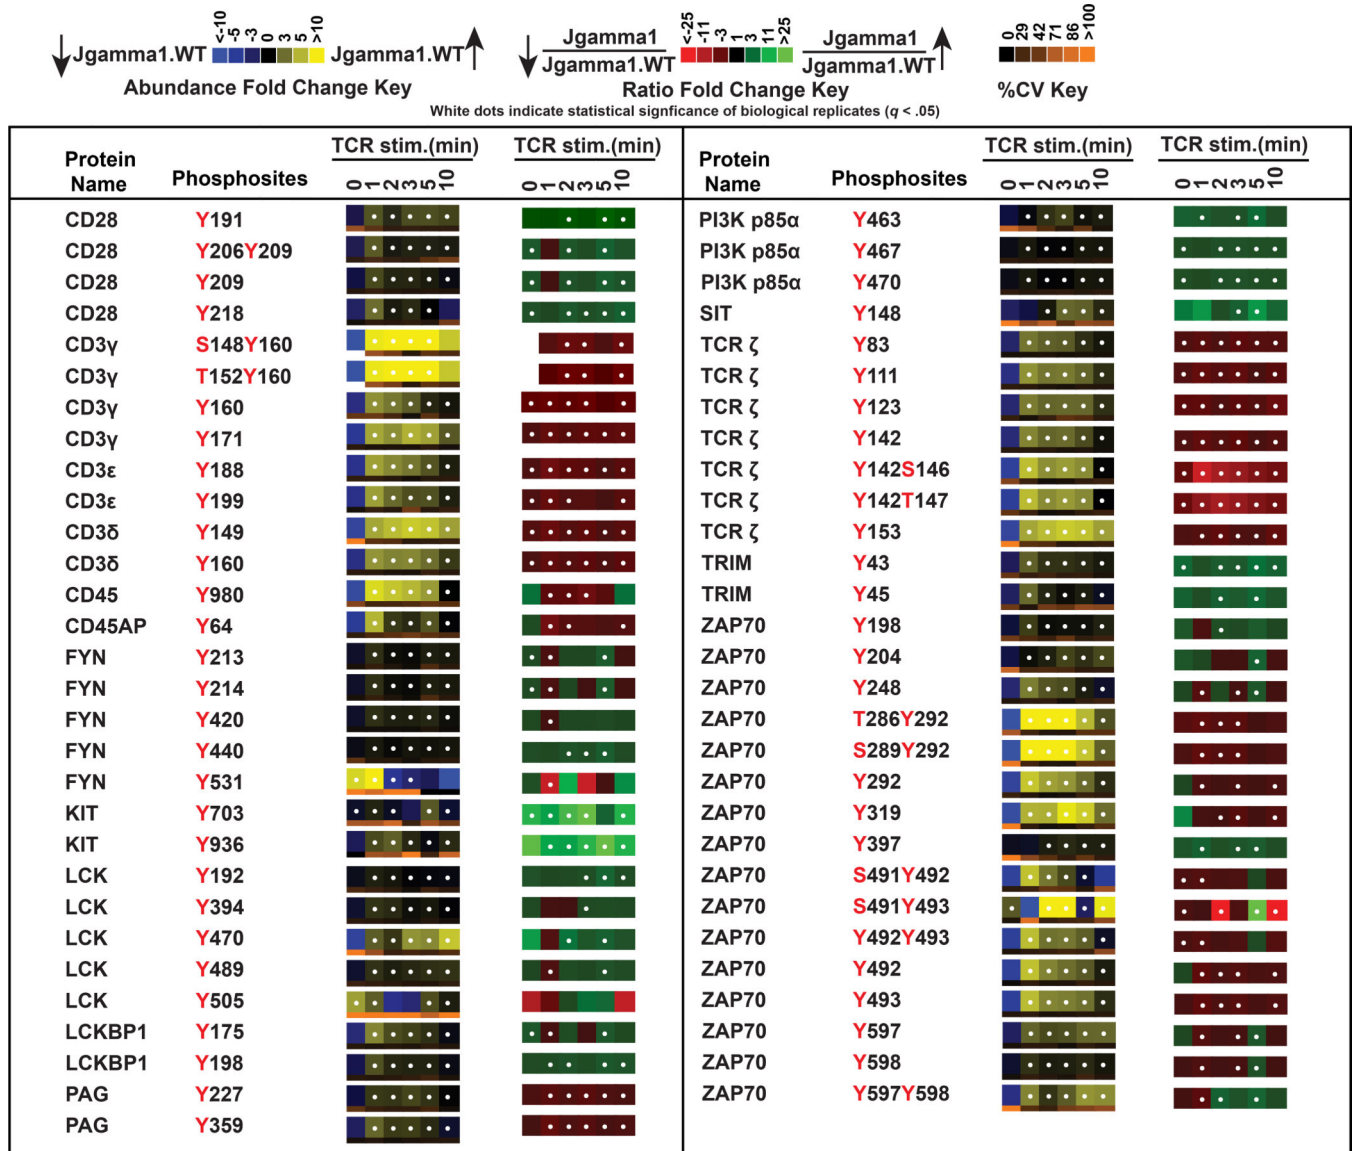 <-10 -5 -3 0 3 5 >10
Jgamma1.WT Jgamma1.WT
Abundance Fold Change Key
Jgamma1
Jgamma1.WT
<-25 -11 -3 1 3 11 >25
Jgamma1
Jgamma1.WT
Ratio Fold Change Key
0 29 42 71 86 >100
%CV Key
White dots indicate statistical signficance of biological replicates (q < .05)
Protein Name Phosphosites TCR stim.(min) TCR stim.(min)
0 1 2 3 5 10 0 1 2 3 5 10
CD28 Y191
CD28 Y206Y209
CD28 Y209
CD28 Y218
CD3γ S148Y160
CD3γ T152Y160
CD3γ Y160
CD3γ Y171
CD3ε Y188
CD3ε Y199
CD3δ Y149
CD3δ Y160
CD45 Y980
CD45AP Y64
FYN Y213
FYN Y214
FYN Y420
FYN Y440
FYN Y531
KIT Y703
KIT Y936
LCK Y192
LCK Y394
LCK Y470
LCK Y489
LCK Y505
LCKBP1 Y175
LCKBP1 Y198
PAG Y227
PAG Y359
Protein Name Phosphosites TCR stim.(min) TCR stim.(min)
0 1 2 3 5 10 0 1 2 3 5 10
PI3K p85α Y463
PI3K p85α Y467
PI3K p85α Y470
SIT Y148
TCR ζ Y83
TCR ζ Y111
TCR ζ Y123
TCR ζ Y142
TCR ζ Y142S146
TCR ζ Y142T147
TCR ζ Y153
TRIM Y43
TRIM Y45
ZAP70 Y198
ZAP70 Y204
ZAP70 Y248
ZAP70 T286Y292
ZAP70 S289Y292
ZAP70 Y292
ZAP70 Y319
ZAP70 Y397
ZAP70 S491Y492
ZAP70 S491Y493
ZAP70 Y492Y493
ZAP70 Y492
ZAP70 Y493
ZAP70 Y597
ZAP70 Y598
ZAP70 Y597Y598